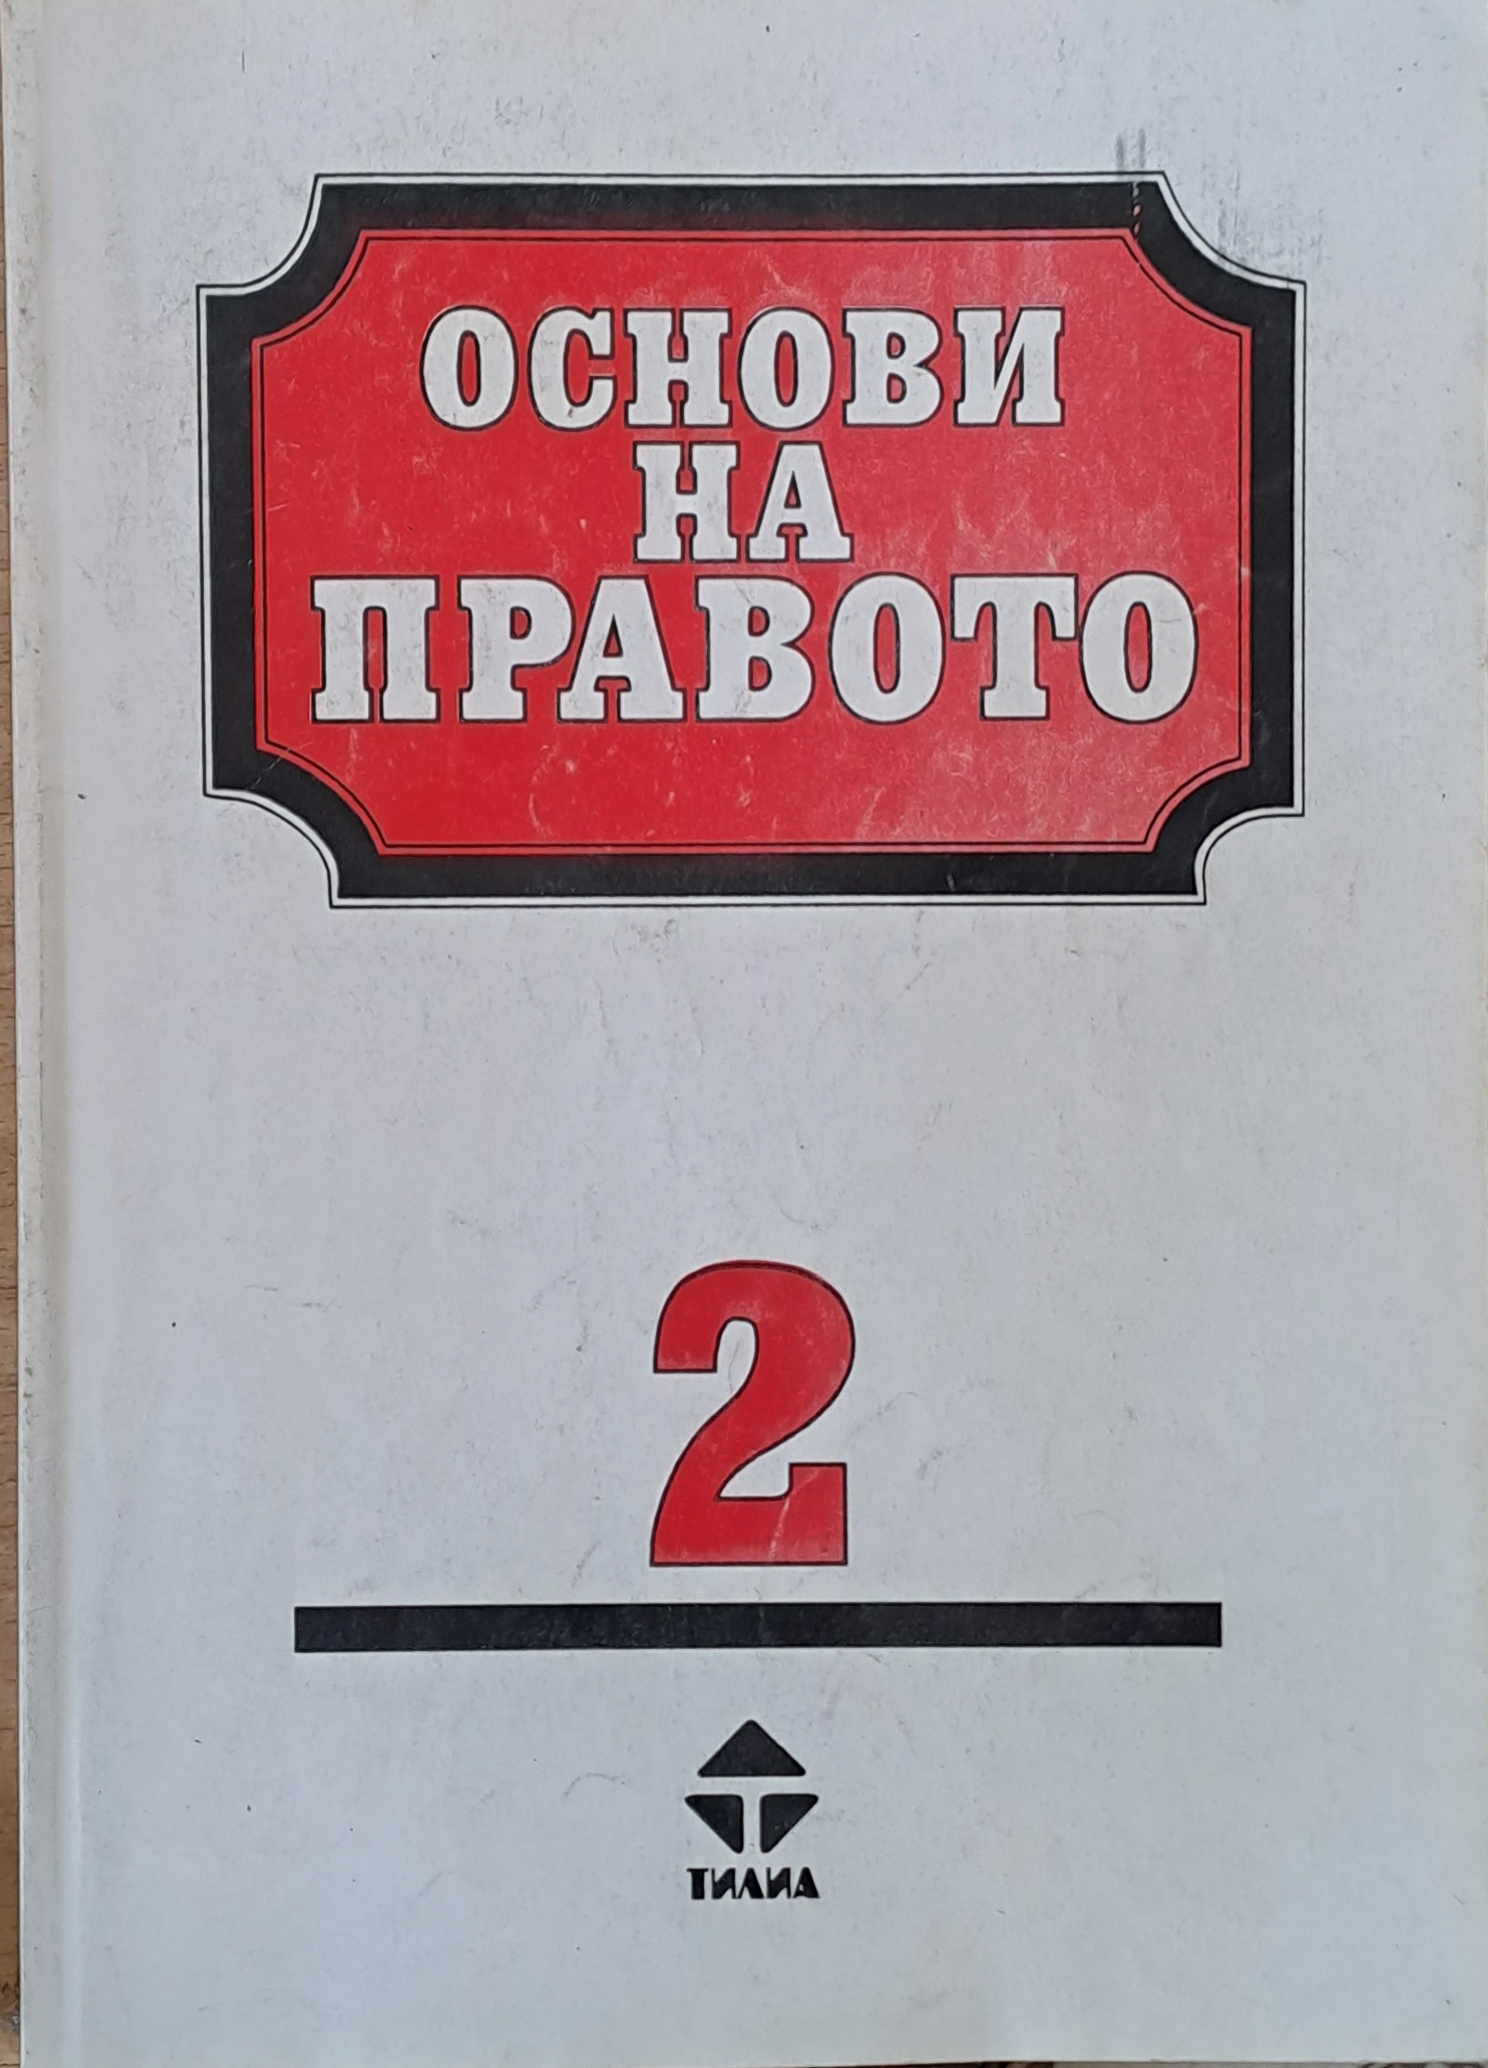 ОСНОВИ
НА
ПРАВОТО
2
ТИЛИА